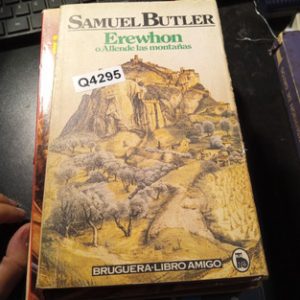 SAMUEL BUTLER
Erewhon
o Allende las montañas
Q4295
BRUGUERA-LIBRO AMIGO